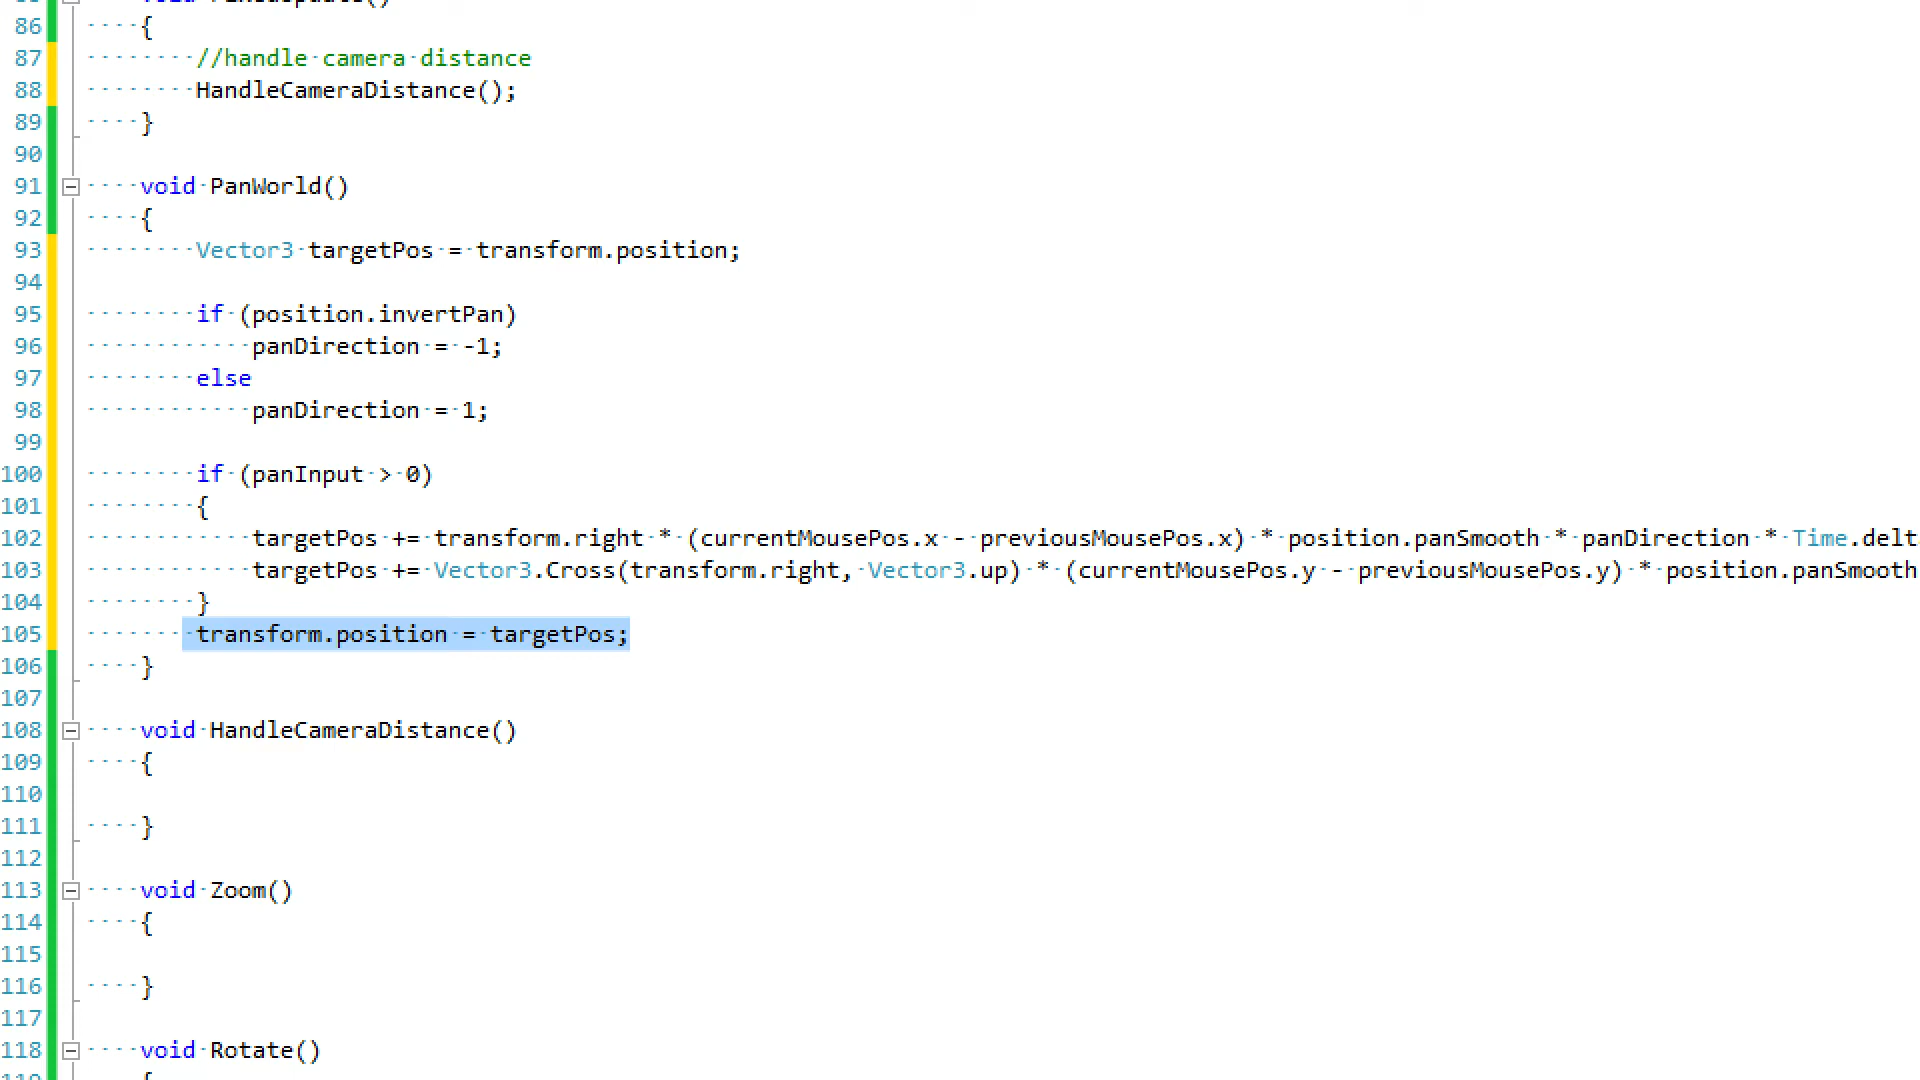 86 {
87 //handle camera distance
88 HandleCameraDistance();
89 }
90
91 void PanWorld()
92 {
93 Vector3 targetPos = transform.position;
94
95 if (position.invertPan)
96 panDirection = -1;
97 else
98 panDirection = 1;
99
100 if (panInput > 0)
101 {
102 targetPos += transform.right * (currentMousePos.x - previousMousePos.x) * position.panSmooth * panDirection * Time.delt
103 targetPos += Vector3.Cross(transform.right, Vector3.up) * (currentMousePos.y - previousMousePos.y) * position.panSmooth
104 }
105 transform.position = targetPos;
106 }
107
108 void HandleCameraDistance()
109 {
110
111 }
112
113 void Zoom()
114 {
115
116 }
117
118 void Rotate()